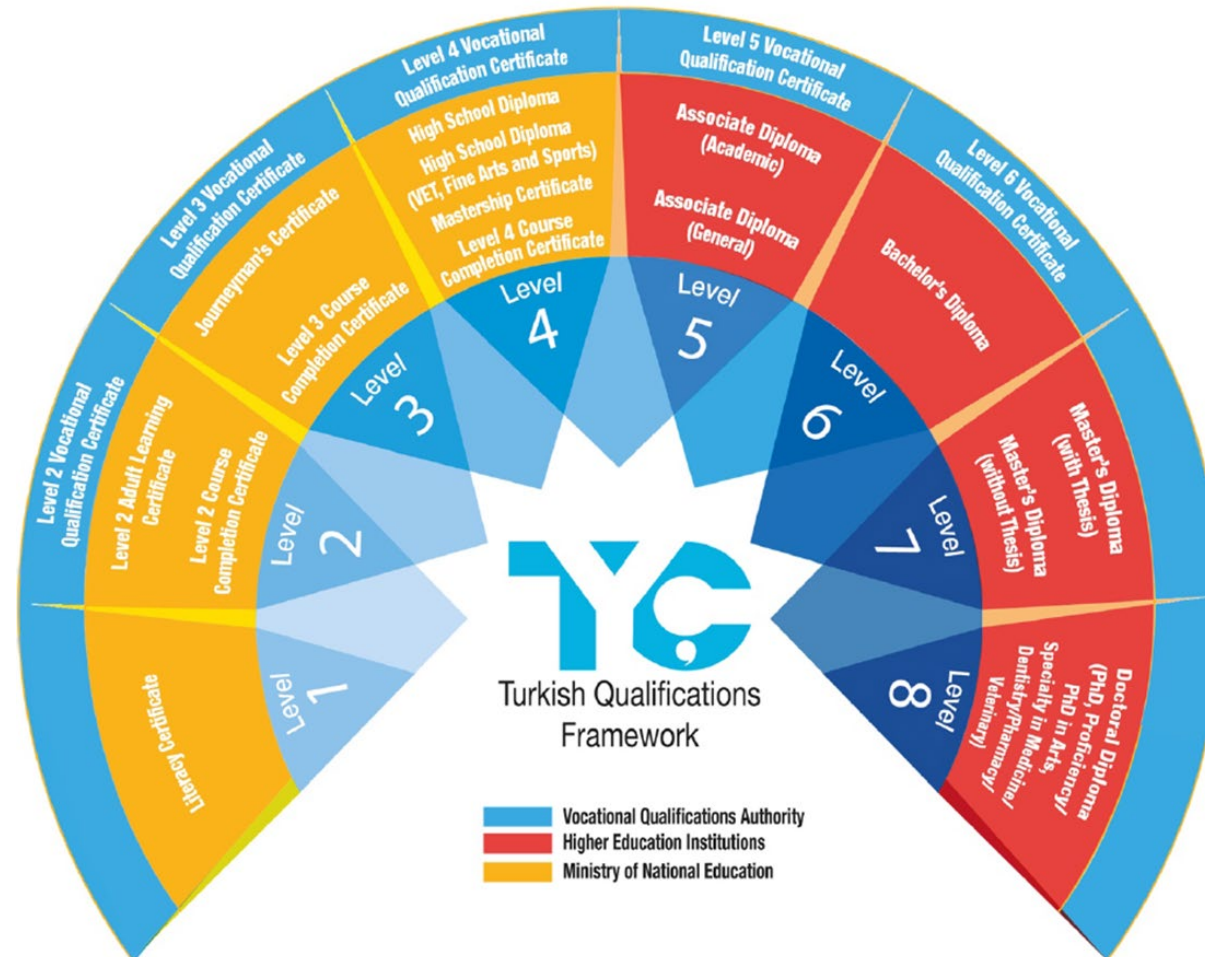 Level 2 Vocational
Qualification Certificate
Level 3 Vocational
Qualification Certificate
Level 4 Vocational
Qualification Certificate
Level 5 Vocational
Qualification Certificate
Level 6 Vocational
Qualification Certificate
Literacy Certificate
Level 2 Adult Learning
Certificate
Level 2 Course
Completion Certificate
Journeyman's Certificate
Level 3 Course
Completion Certificate
High School Diploma
High School Diploma
(VET, Fine Arts and Sports)
Mastership Certificate
Level 4 Course
Completion Certificate
Associate Diploma
(Academic)
Associate Diploma
(General)
Bachelor's Diploma
Master's Diploma
(with Thesis)
Master's Diploma
(without Thesis)
Doctoral Diploma
(PhD, Proficiency/
PhD in Arts,
Specialty in Medicine/
Dentistry/Pharmacy/
Veterinary)
Level
1
Level
2
Level
3
Level
4
Level
5
Level
6
Level
7
Level
8
TYÇ
Turkish Qualifications
Framework
Vocational Qualifications Authority
Higher Education Institutions
Ministry of National Education